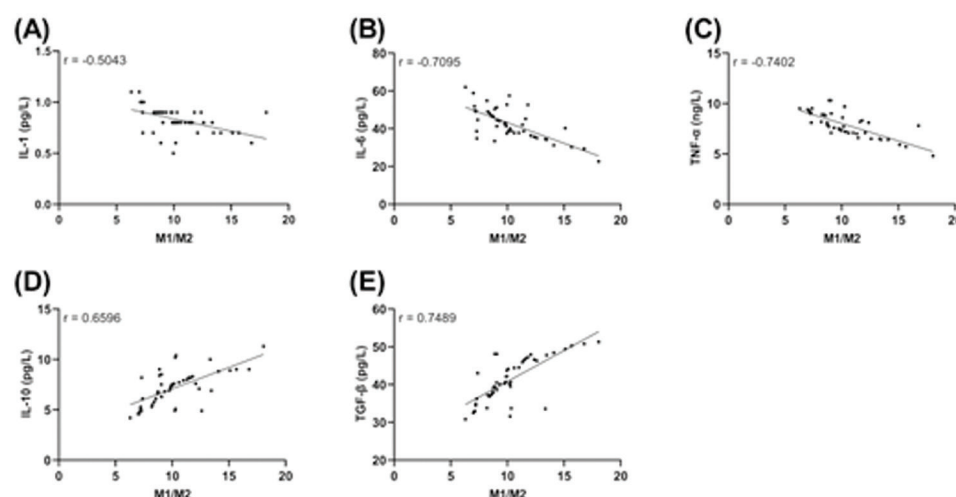 (A)
r = -0.5043
IL-1 (pg/L)
1.5
1.0
0.5
0.0
0 5 10 15 20
M1/M2
(B)
r = -0.7095
IL-6 (pg/L)
80
60
40
20
0
0 5 10 15 20
M1/M2
(C)
r = -0.7402
TNF-α (ng/L)
15
10
5
0
0 5 10 15 20
M1/M2
(D)
r = 0.6596
IL-10 (pg/L)
15
10
5
0
0 5 10 15 20
M1/M2
(E)
r = 0.7489
TGF-β (pg/L)
60
50
40
30
20
0 5 10 15 20
M1/M2